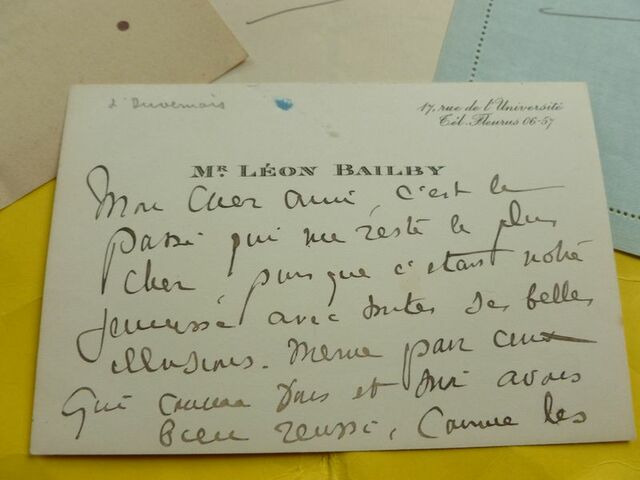 d'Duvernois
17, rue de l'Université
Tél. Fleurus 06-57
MR LÉON BAILBY
Mon cher ami, c'est le
passé qui me reste le plus
cher puisque c'était notre
jeunesse avec toutes ses belles
illusions. Même pour ceux
qui comme vous et moi avons
bien réussi, comme les